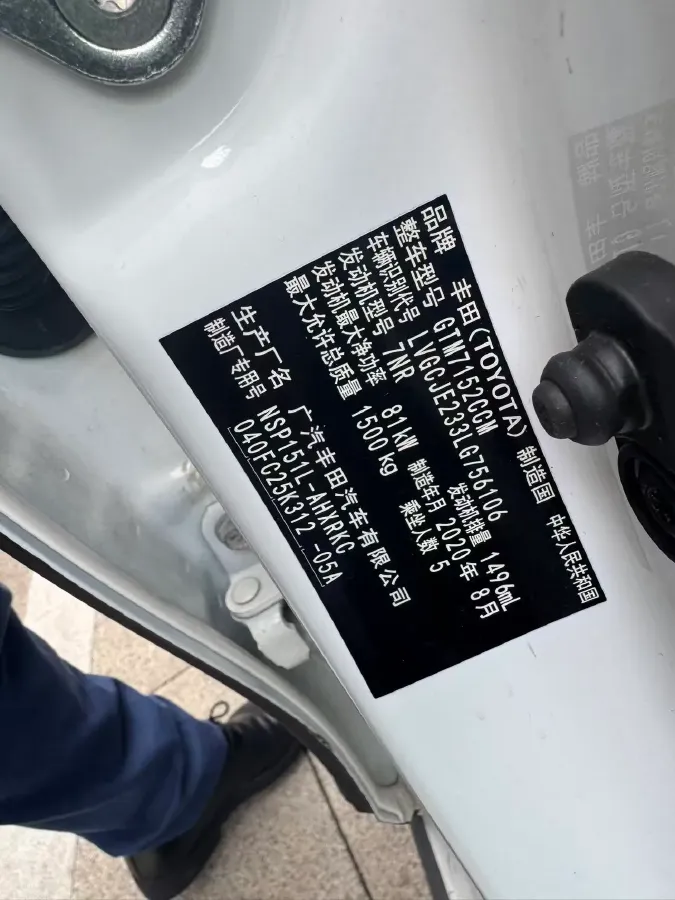 品牌 丰田(TOYOTA) 制造国 中华人民共和国
整车型号 GTM7152CCM
车辆识别代号 LVGCJE233LG756106
发动机型号 7NR 发动机排量 1496mL
发动机最大净功率 81kW 制造年月 2020年 8月
最大允许总质量 1500kg 乘坐人数 5
生产厂名 广汽丰田汽车有限公司
制造厂专用号 NSP151L-AHXRKC
040FC25K312 -05A